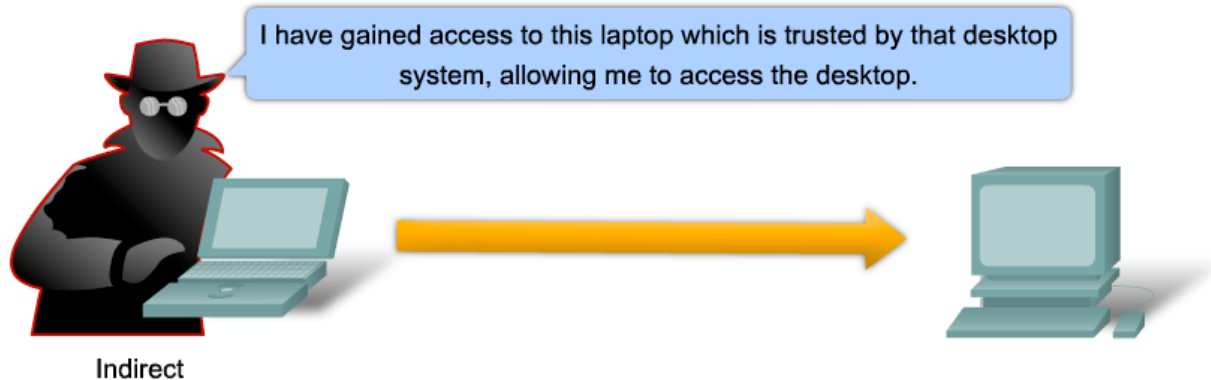 I have gained access to this laptop which is trusted by that desktop
system, allowing me to access the desktop.
Indirect